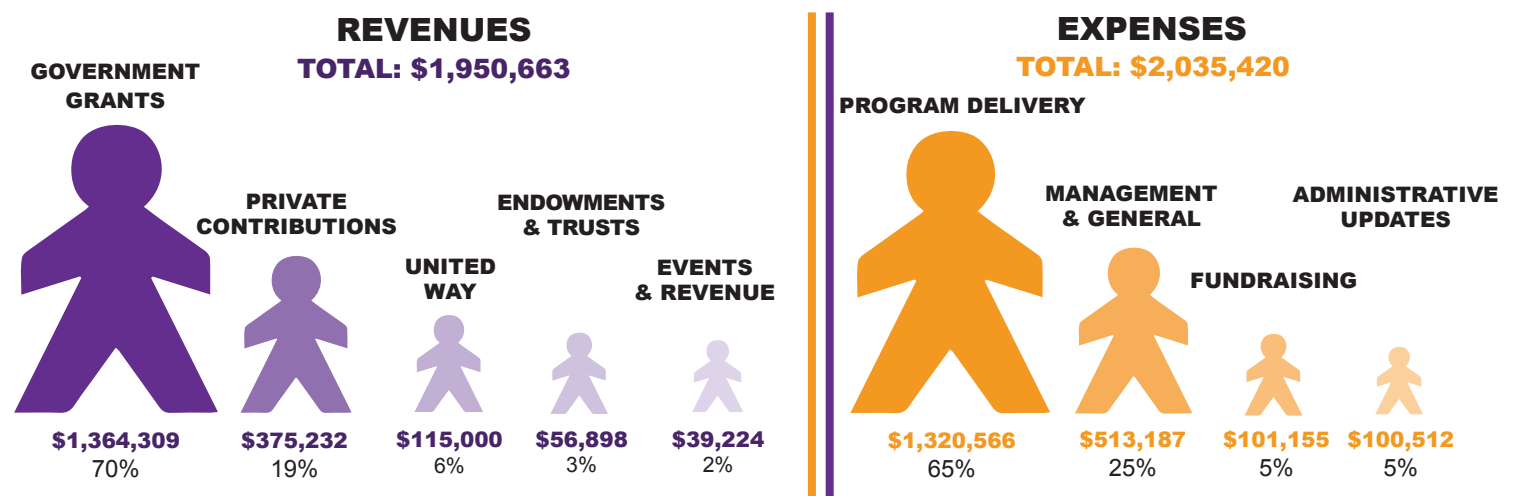 REVENUES
TOTAL: $1,950,663
GOVERNMENT
GRANTS
PRIVATE
CONTRIBUTIONS
UNITED
WAY
ENDOWMENTS
& TRUSTS
EVENTS
& REVENUE
$1,364,309
70%
$375,232
19%
$115,000
6%
$56,898
3%
$39,224
2%
EXPENSES
TOTAL: $2,035,420
PROGRAM DELIVERY
MANAGEMENT
& GENERAL
FUNDRAISING
ADMINISTRATIVE
UPDATES
$1,320,566
65%
$513,187
25%
$101,155
5%
$100,512
5%